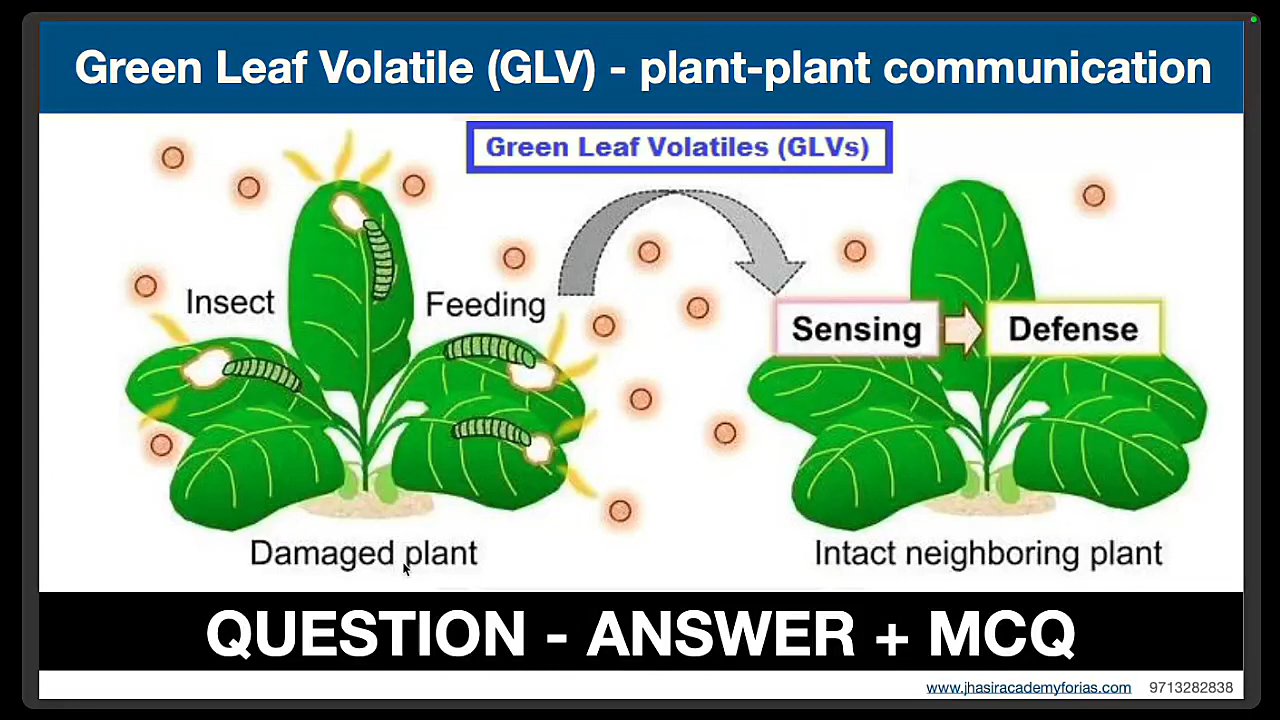 Green Leaf Volatile (GLV) - plant-plant communication
Green Leaf Volatiles (GLVs)
Insect
Feeding
Sensing
Defense
Damaged plant
Intact neighboring plant
QUESTION - ANSWER + MCQ
www.jhasiracademyforias.com 9713282838